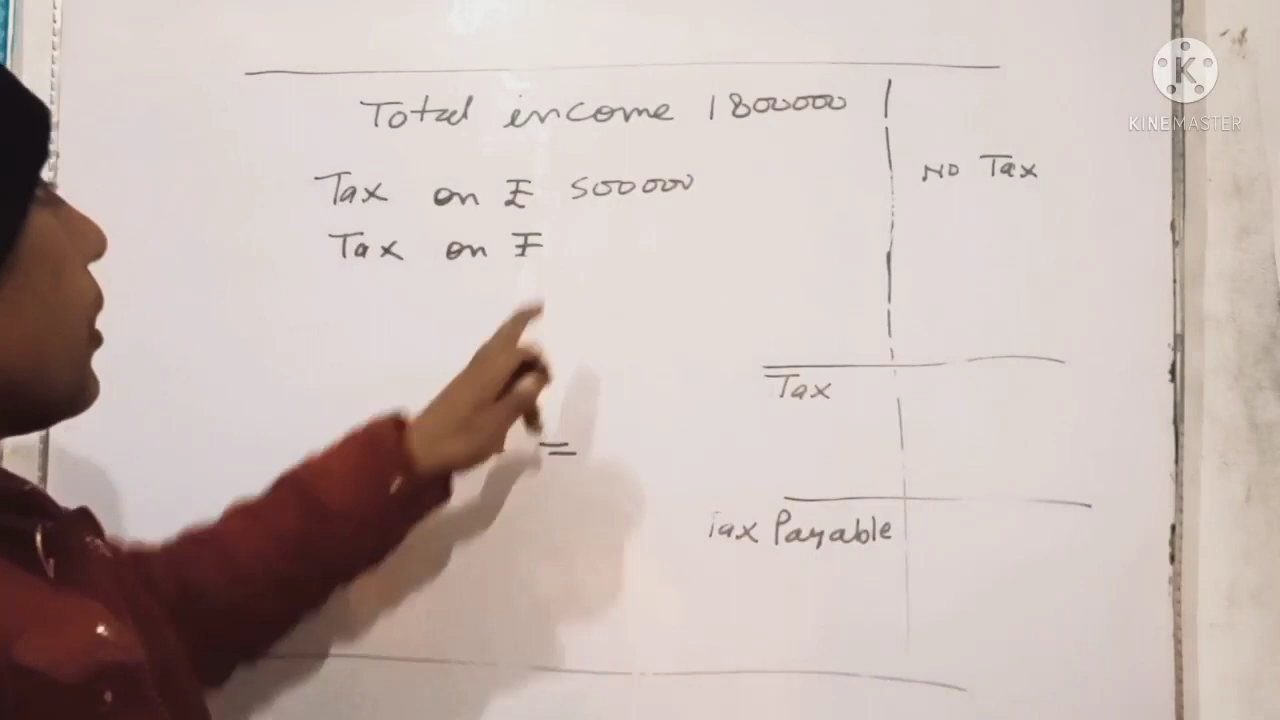 Total income 1800000
No Tax
Tax on ₹ 500000
Tax on ₹
Tax
=
Tax Payable
K
KINEMASTER